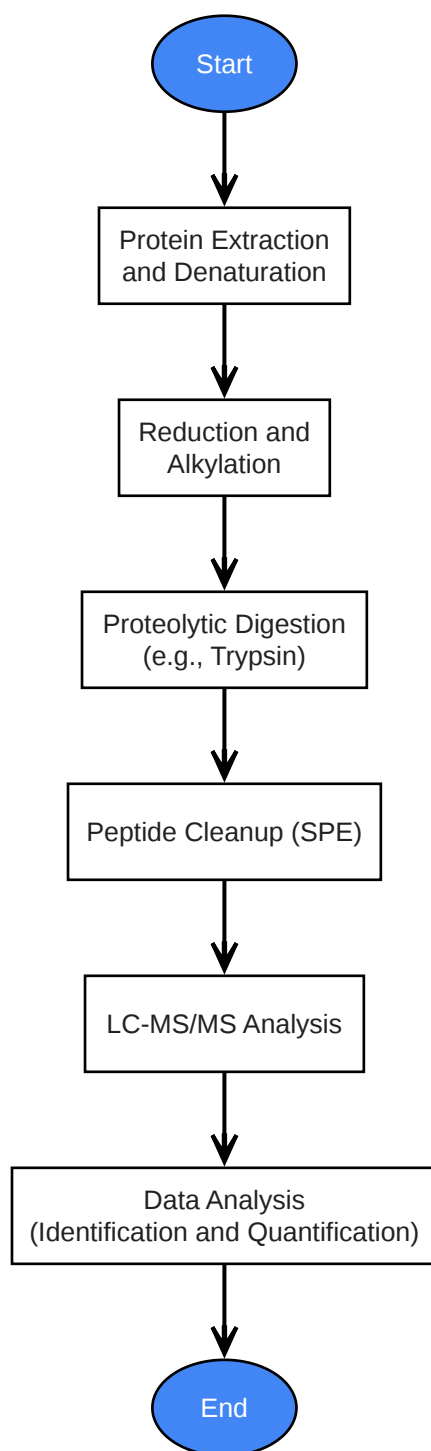 Start
Protein Extraction
and Denaturation
Reduction and
Alkylation
Proteolytic Digestion
(e.g., Trypsin)
Peptide Cleanup (SPE)
LC-MS/MS Analysis
Data Analysis
(Identification and Quantification)
End